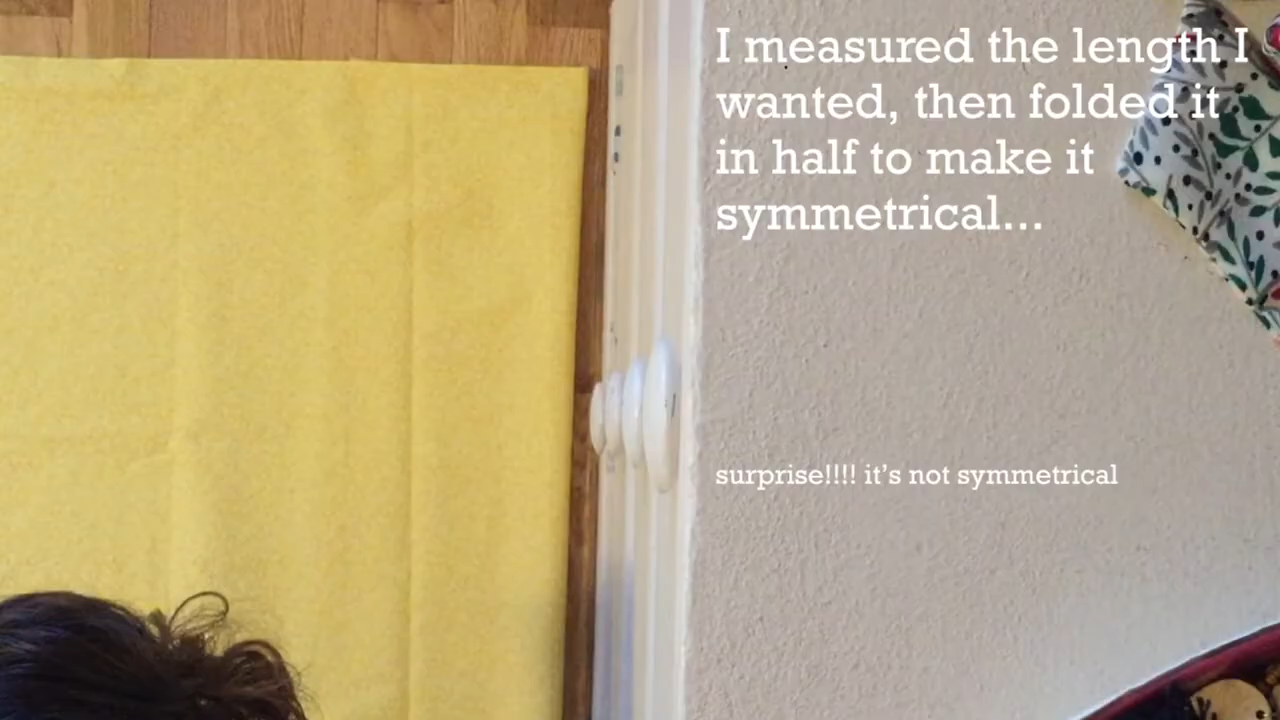 I measured the length I
wanted, then folded it
in half to make it
symmetrical...
surprise!!!! it's not symmetrical